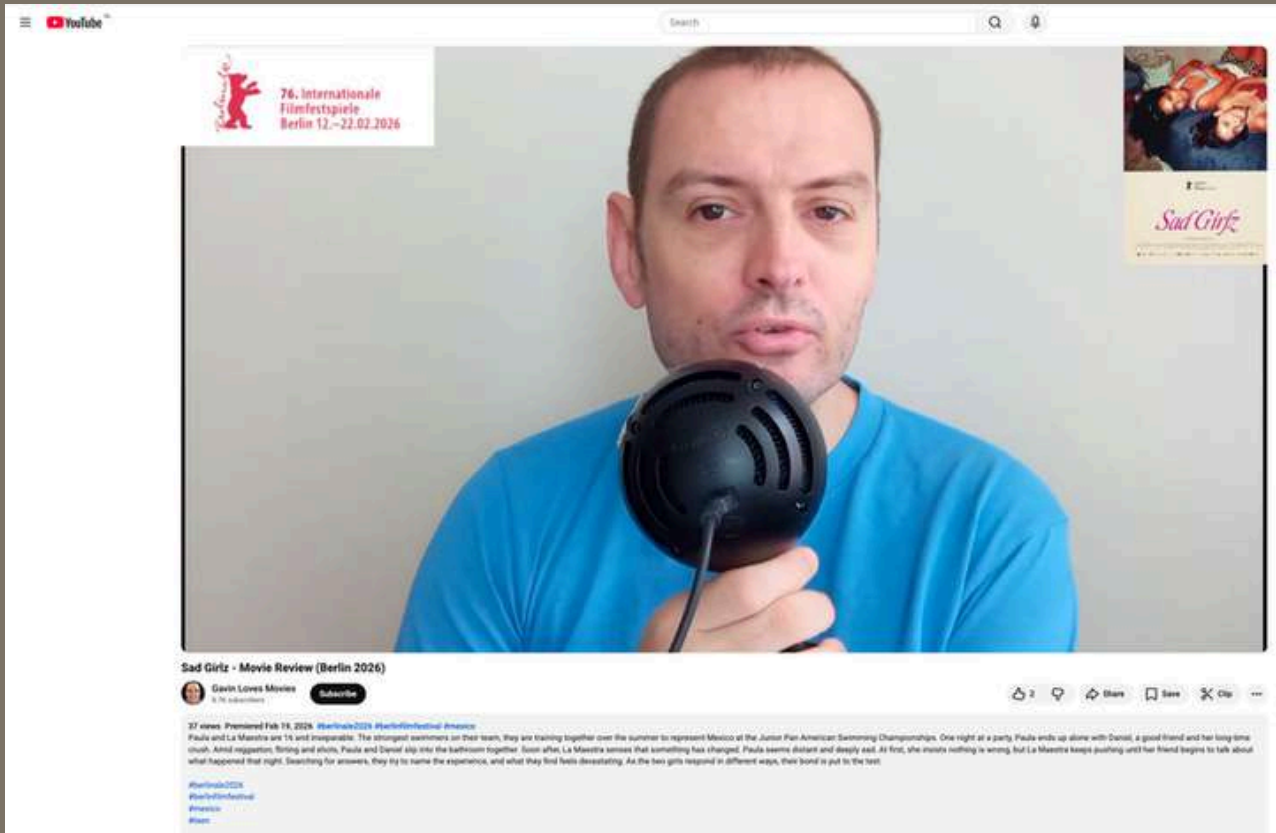 YouTube
Search
76. Internationale
Filmfestspiele
Berlin 12.–22.02.2026
Sad Girlz
Sad Girlz - Movie Review (Berlin 2026)
Gavin Loves Movies
subscribers
Subscribe
2
Share
Save
Clip
37 views Premiered Feb 19, 2026 #berlinale2026 #berlinfilmfestival #mexico
Paula and La Maestra are 16 and inseparable. The strongest swimmers on their team, they are training together over the summer to represent Mexico at the Junior Pan American Swimming Championships. One night at a party, Paula ends up alone with Daniel, a good friend and her long-time
crush. Amid reggaeton, flirting and shots, Paula and Daniel slip into the bathroom together. Soon after, La Maestra senses that something has changed. Paula seems distant and deeply sad. At first, she insists nothing is wrong, but La Maestra keeps pushing until her friend begins to talk about
what happened that night. Searching for answers, they try to name the experience, and what they find feels devastating. As the two girls respond in different ways, their bond is put to the test.
#berlinale2026
#berlinfilmfestival
#mexico
#teen